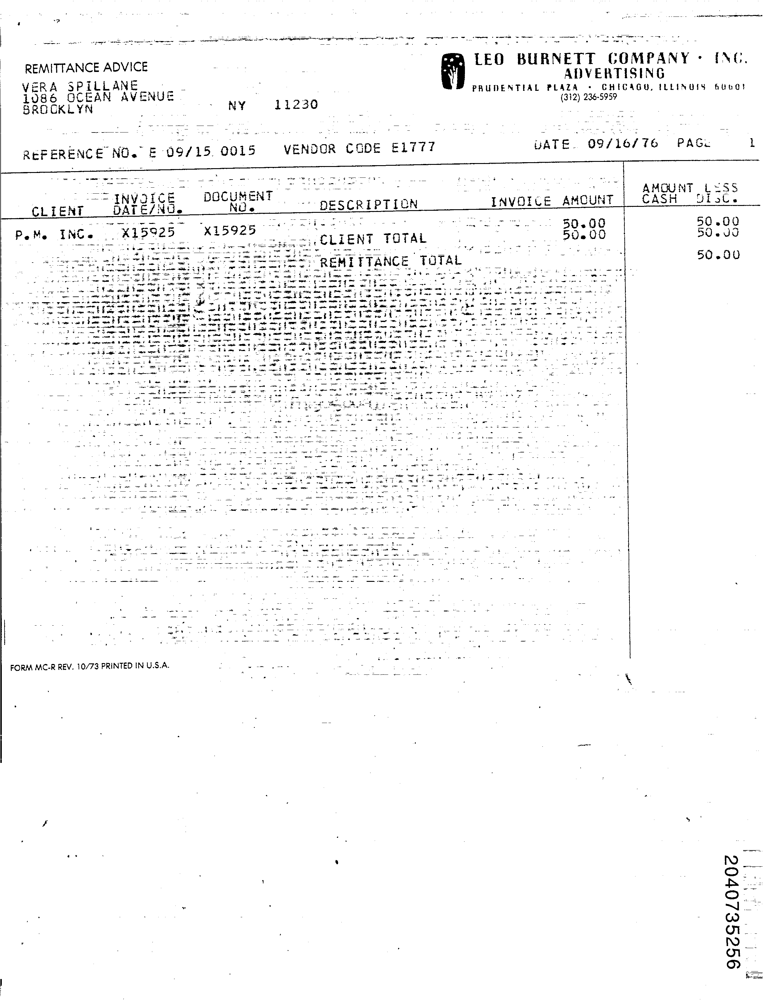 REMITTANCE ADVICE
LEO BURNETT COMPANY · INC.
ADVERTISING
PRUDENTIAL PLAZA · CHICAGO, ILLINOIS 60601
(312) 236-5959
VERA SPILLANE
1086 OCEAN AVENUE
BROOKLYN NY 11230
REFERENCE NO. E 09/15 0015 VENDOR CODE E1777 DATE 09/16/76 PAGE 1
CLIENT INVOICE DATE/NO. DOCUMENT NO. DESCRIPTION INVOICE AMOUNT AMOUNT LESS CASH DISC.
P.M. INC. X15925 X15925 50.00 50.00
CLIENT TOTAL 50.00 50.00
REMITTANCE TOTAL 50.00
FORM MC-R REV. 10/73 PRINTED IN U.S.A.
2040735256